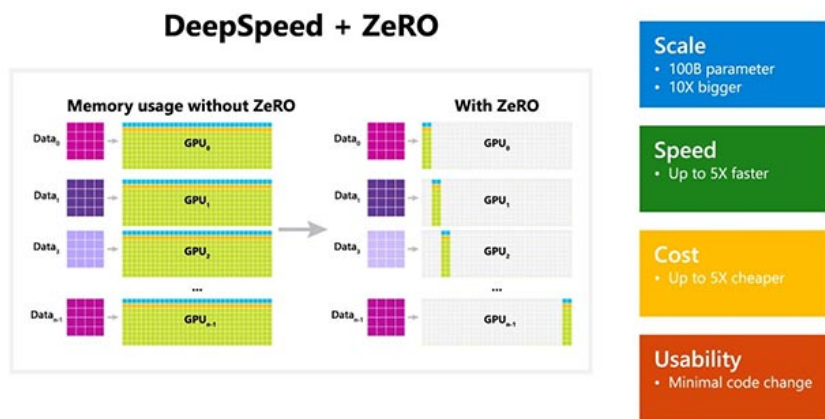 DeepSpeed + ZeRO
Memory usage without ZeRO
With ZeRO
Data₀
GPU₀
Data₀
GPU₀
Data₁
GPU₁
Data₁
GPU₁
Data₂
GPU₂
GPU₂
...
...
Dataₙ₋₁
GPUₙ₋₁
Dataₙ₋₁
GPUₙ₋₁
Scale
• 100B parameter
• 10X bigger
Speed
• Up to 5X faster
Cost
• Up to 5X cheaper
Usability
• Minimal code change